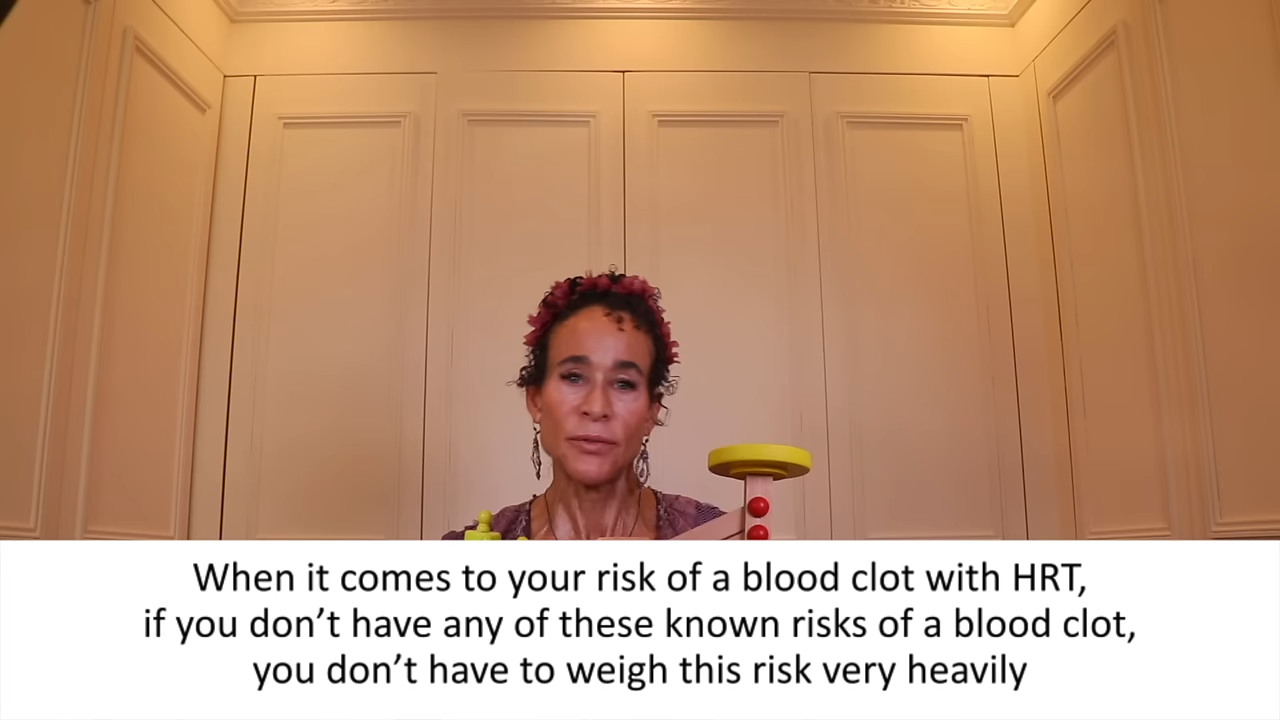 When it comes to your risk of a blood clot with HRT,
if you don’t have any of these known risks of a blood clot,
you don’t have to weigh this risk very heavily